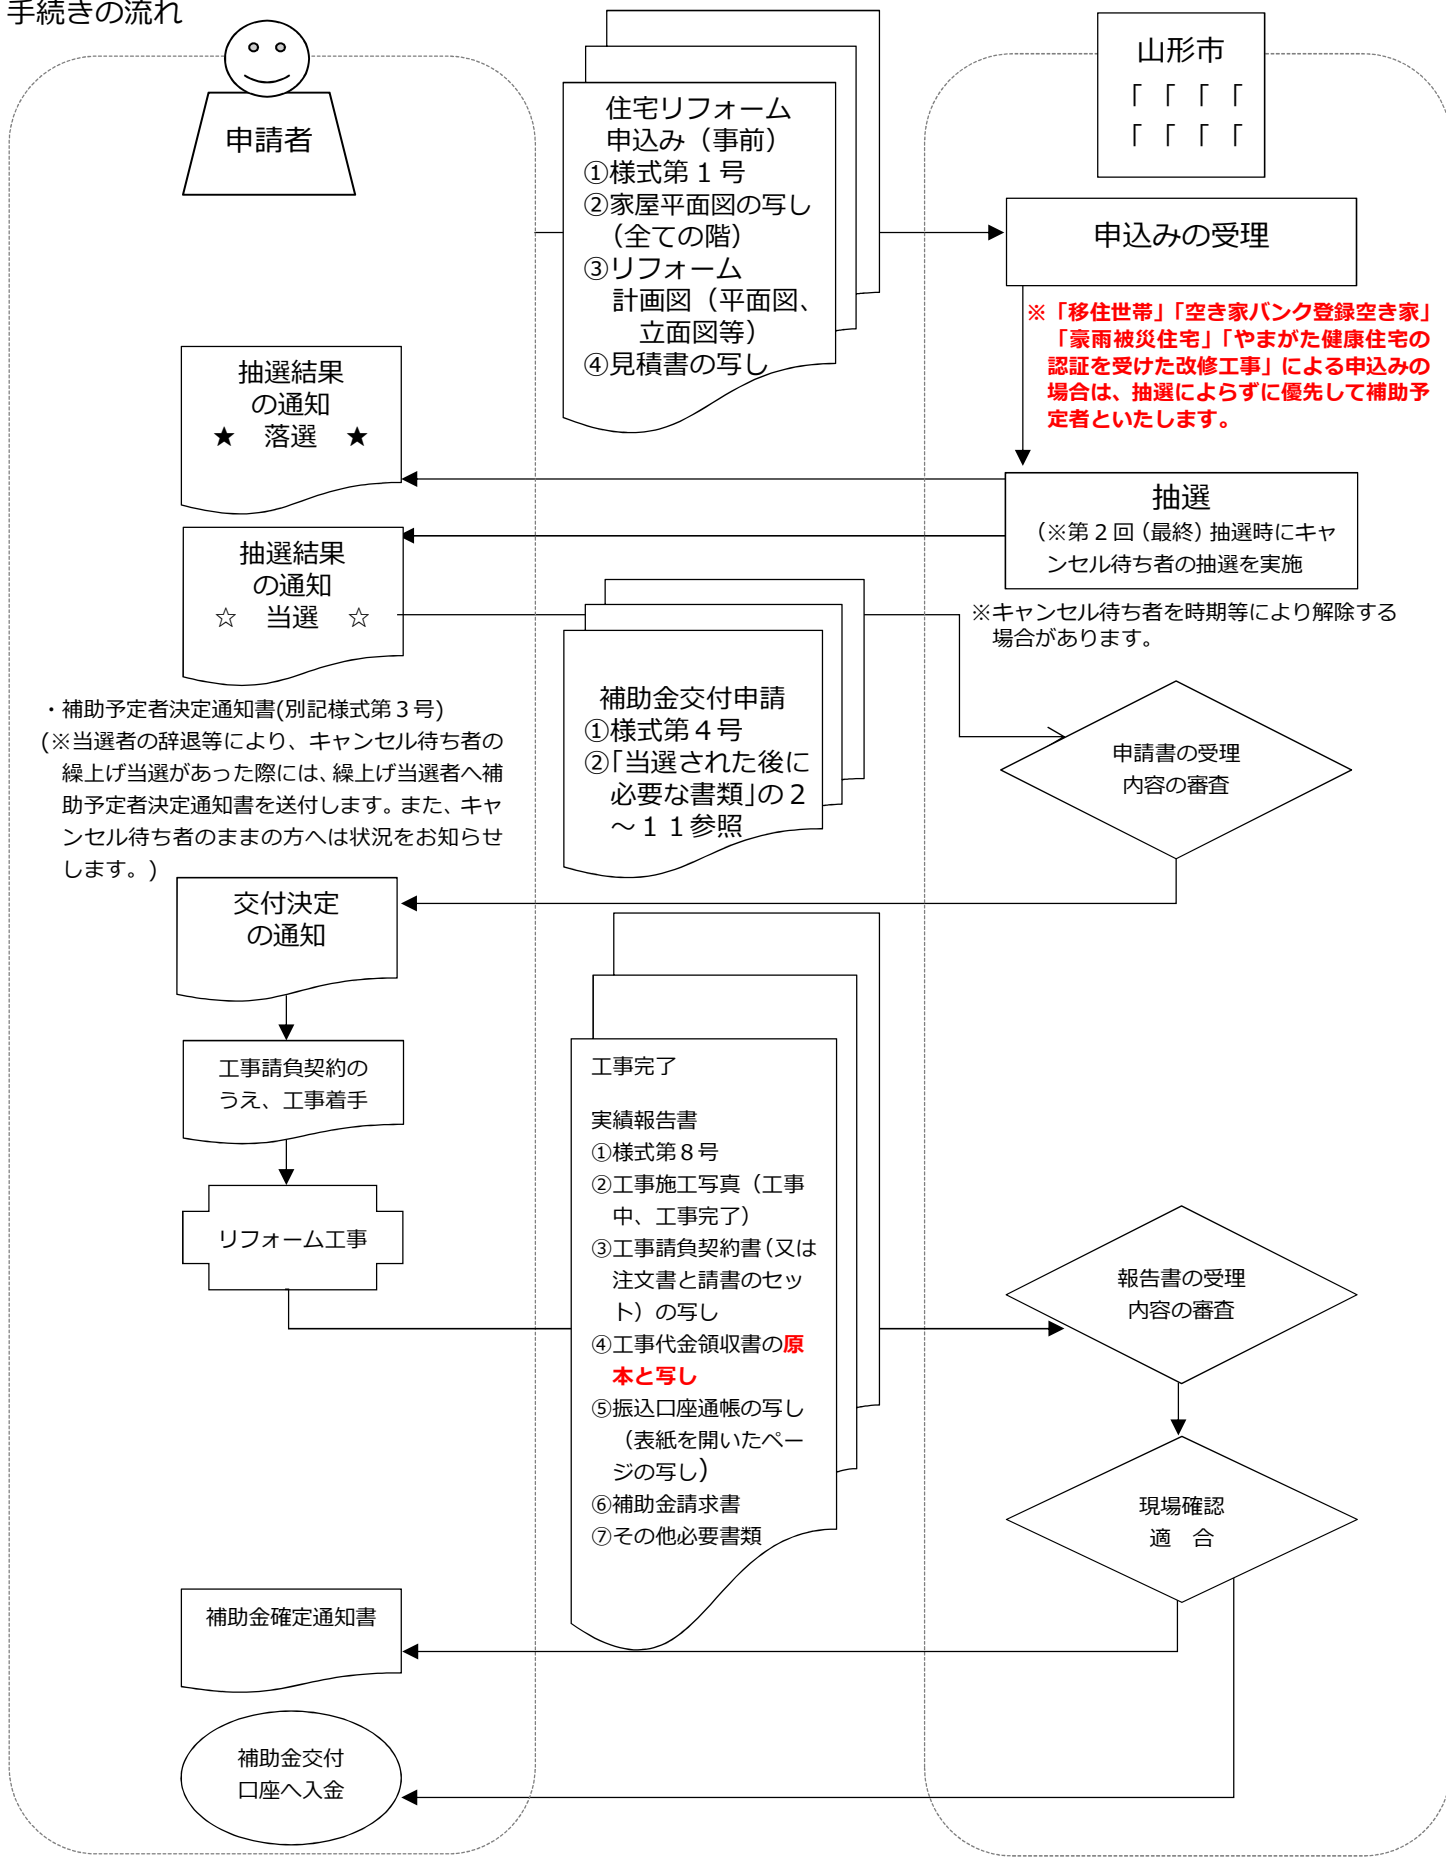 手続きの流れ
申請者
住宅リフォーム
申込み（事前）
①様式第１号
②家屋平面図の写し
（全ての階）
③リフォーム
計画図（平面図、
立面図等）
④見積書の写し
山形市
「 「 「 「
「 「 「 「
申込みの受理
※「移住世帯」「空き家バンク登録空き家」
「豪雨被災住宅」「やまがた健康住宅の
認証を受けた改修工事」による申込みの
場合は、抽選によらずに優先して補助予
定者といたします。
抽選結果
の通知
★　落選　★
抽選
（※第２回（最終）抽選時にキャ
ンセル待ち者の抽選を実施
抽選結果
の通知
☆　当選　☆
※キャンセル待ち者を時期等により解除する
場合があります。
・補助予定者決定通知書(別記様式第３号)
(※当選者の辞退等により、キャンセル待ち者の
繰上げ当選があった際には、繰上げ当選者へ補
助予定者決定通知書を送付します。また、キャ
ンセル待ち者のままの方へは状況をお知らせ
します。)
補助金交付申請
①様式第４号
②「当選された後に
必要な書類」の２
～１１参照
申請書の受理
内容の審査
交付決定
の通知
工事請負契約の
うえ、工事着手
リフォーム工事
工事完了
実績報告書
①様式第８号
②工事施工写真（工事
中、工事完了）
③工事請負契約書（又は
注文書と請書のセッ
ト）の写し
④工事代金領収書の原
本と写し
⑤振込口座通帳の写し
（表紙を開いたペー
ジの写し)
⑥補助金請求書
⑦その他必要書類
報告書の受理
内容の審査
現場確認
適　合
補助金確定通知書
補助金交付
口座へ入金